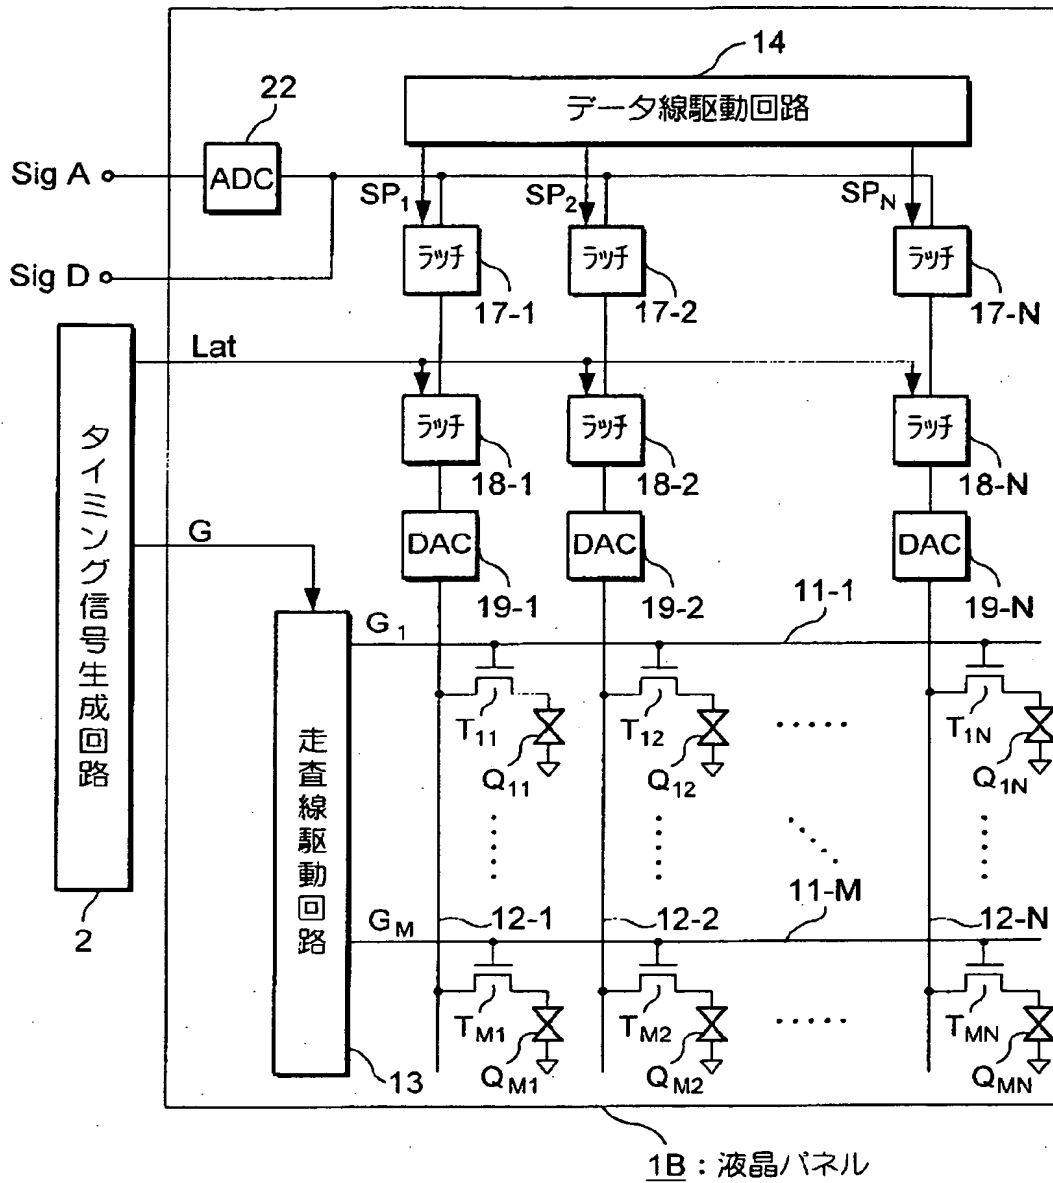 14
データ線駆動回路
22
Sig A
ADC
SP1
SP2
SPN
ラッチ
ラッチ
ラッチ
Sig D
17-1
17-2
17-N
Lat
ラッチ
ラッチ
ラッチ
18-1
18-2
18-N
タイミング信号生成回路
G
DAC
DAC
DAC
19-1
19-2
19-N
11-1
G1
走査線駆動回路
T11
T12
T1N
Q11
Q12
Q1N
.....
2
12-1
12-2
11-M
12-N
GM
TM1
TM2
TMN
.....
13
QM1
QM2
QMN
1B：液晶パネル